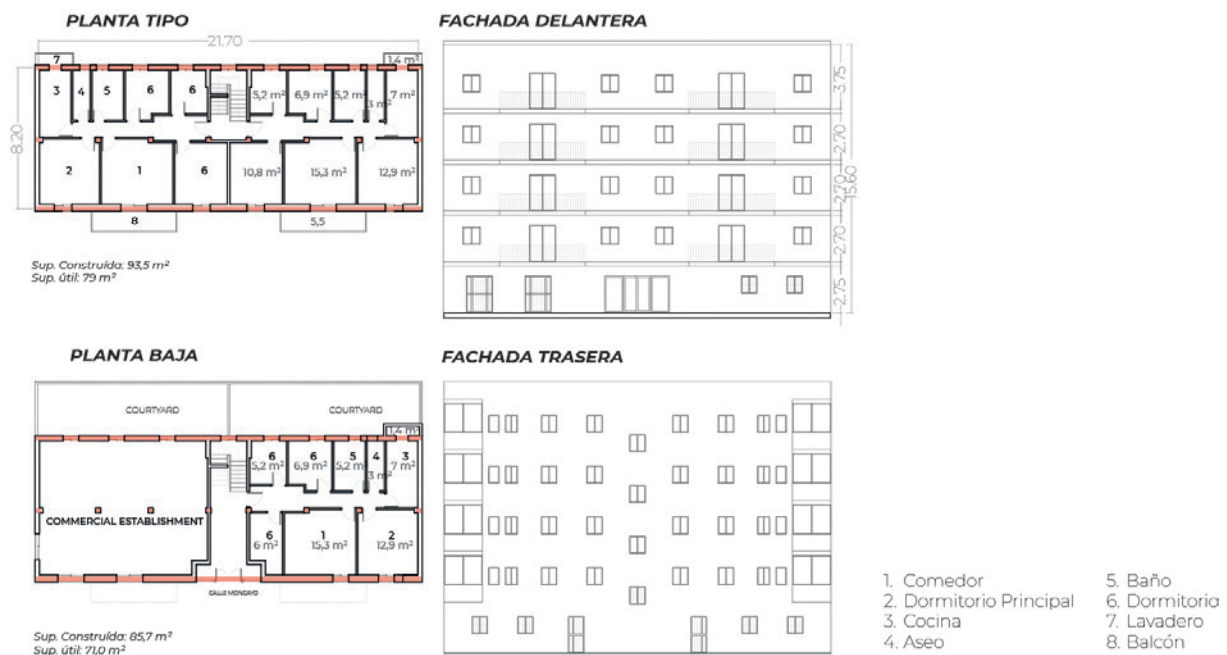 PLANTA TIPO
21.70
7
1,4 m²
3
4
5
6
6
5,2 m²
6,9 m²
5,2 m²
3 m²
7 m²
8.20
2
1
6
10,8 m²
15,3 m²
12,9 m²
8
5,5
Sup. Construída: 93,5 m²
Sup. útil: 79 m²
FACHADA DELANTERA
3.75
2.70
2.70
15.60
2.70
2.75
PLANTA BAJA
COURTYARD
COURTYARD
1,4 m²
6
6
5
4
3
5,2 m²
6,9 m²
5,2 m²
3 m²
7 m²
COMMERCIAL ESTABLISHMENT
6
1
2
6 m²
15,3 m²
12,9 m²
CALLE MONCAYO
Sup. Construída: 85,7 m²
Sup. útil: 71,0 m²
FACHADA TRASERA
1. Comedor
2. Dormitorio Principal
3. Cocina
4. Aseo
5. Baño
6. Dormitorio
7. Lavadero
8. Balcón